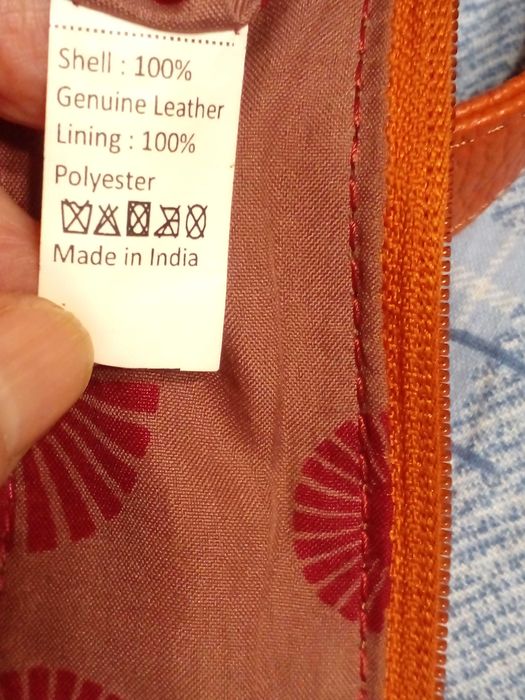 Shell : 100%
Genuine Leather
Lining : 100%
Polyester
Made in India